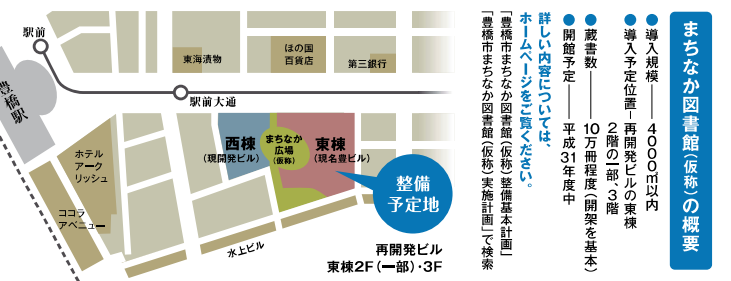 まちなか図書館(仮称)の概要
●導入規模――4000㎡以内
●導入予定位置―再開発ビルの東棟
2階の一部、3階
●蔵書数――10万冊程度(開架を基本)
●開館予定――平成31年度中
詳しい内容については、
ホームページをご覧ください。
「豊橋市まちなか図書館(仮称)整備基本計画」
「豊橋市まちなか図書館(仮称)実施計画」で検索
駅前
豊橋駅
東海漬物
ほの国
百貨店
第三銀行
駅前大通
ホテル
アーク
リッシュ
ココラ
アベニュー
西棟
(現開発ビル)
まちなか
広場
(仮称)
東棟
(現名豊ビル)
整備
予定地
水上ビル
再開発ビル
東棟2F(一部)・3F